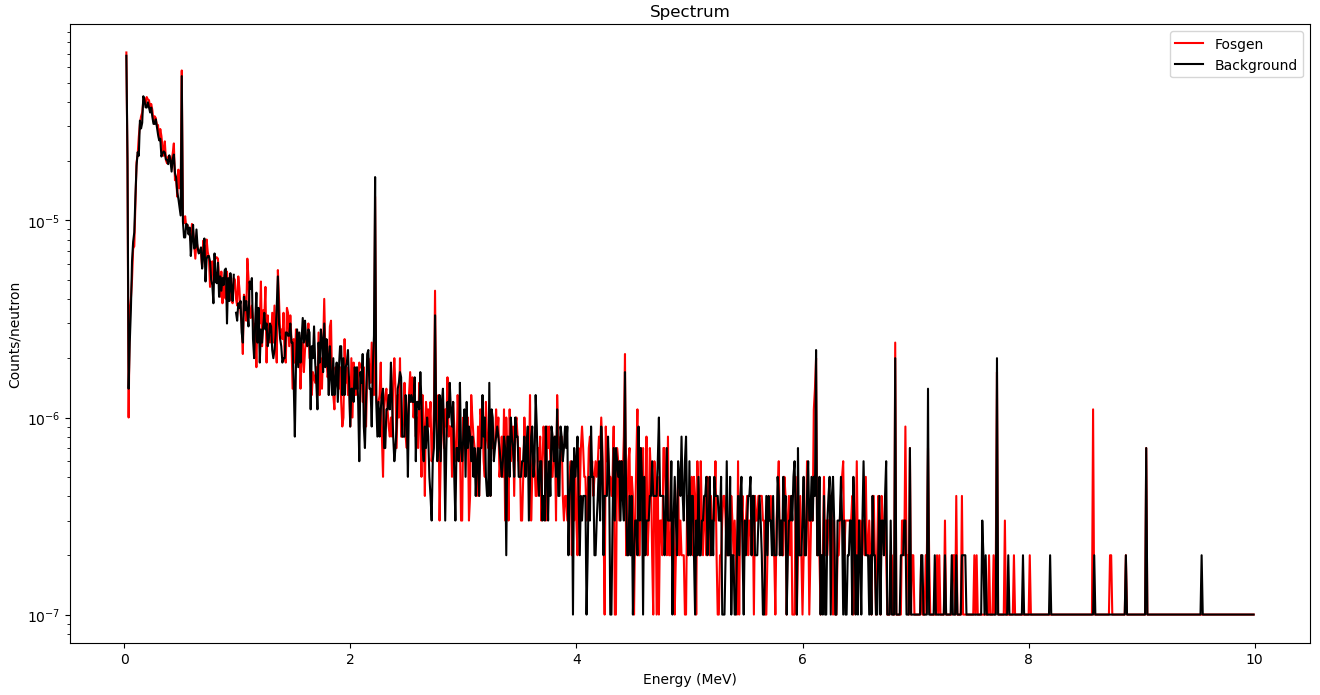 Spectrum
Fosgen
Background
Counts/neutron
10⁻⁵
10⁻⁶
10⁻⁷
0 2 4 6 8 10
Energy (MeV)